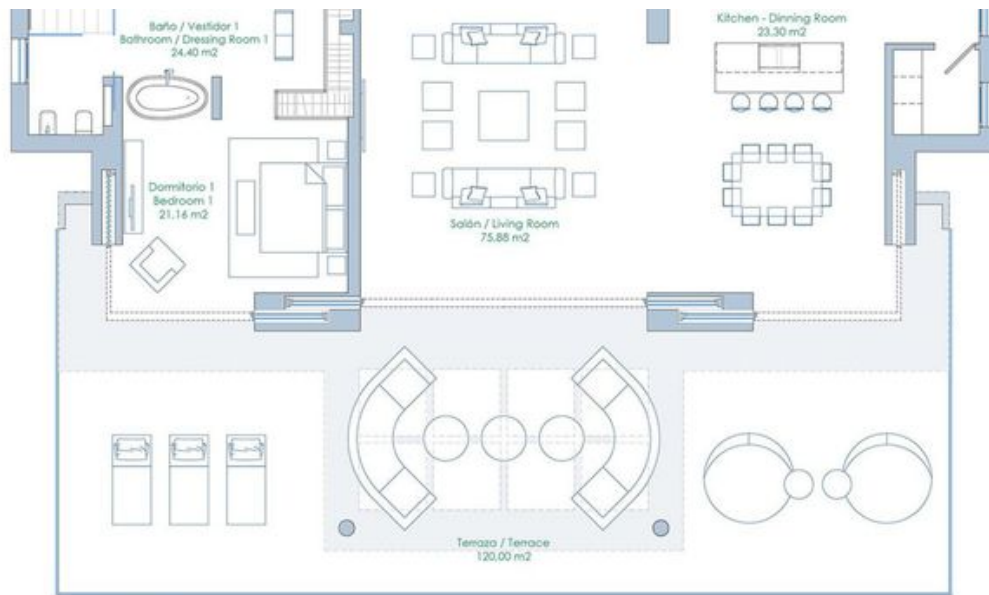 Baño / Vestidor 1
Bathroom / Dressing Room 1
24.40 m2
Kitchen - Dinning Room
23.30 m2
Dormitorio 1
Bedroom 1
21.16 m2
Salón / Living Room
75.88 m2
Terraza / Terrace
120,00 m2